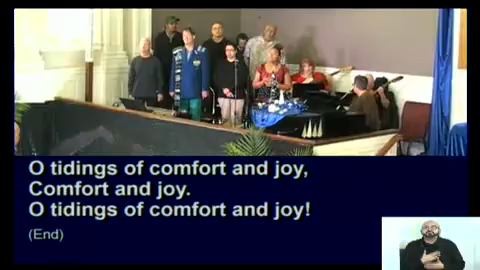 O tidings of comfort and joy,
Comfort and joy.
O tidings of comfort and joy!
(End)